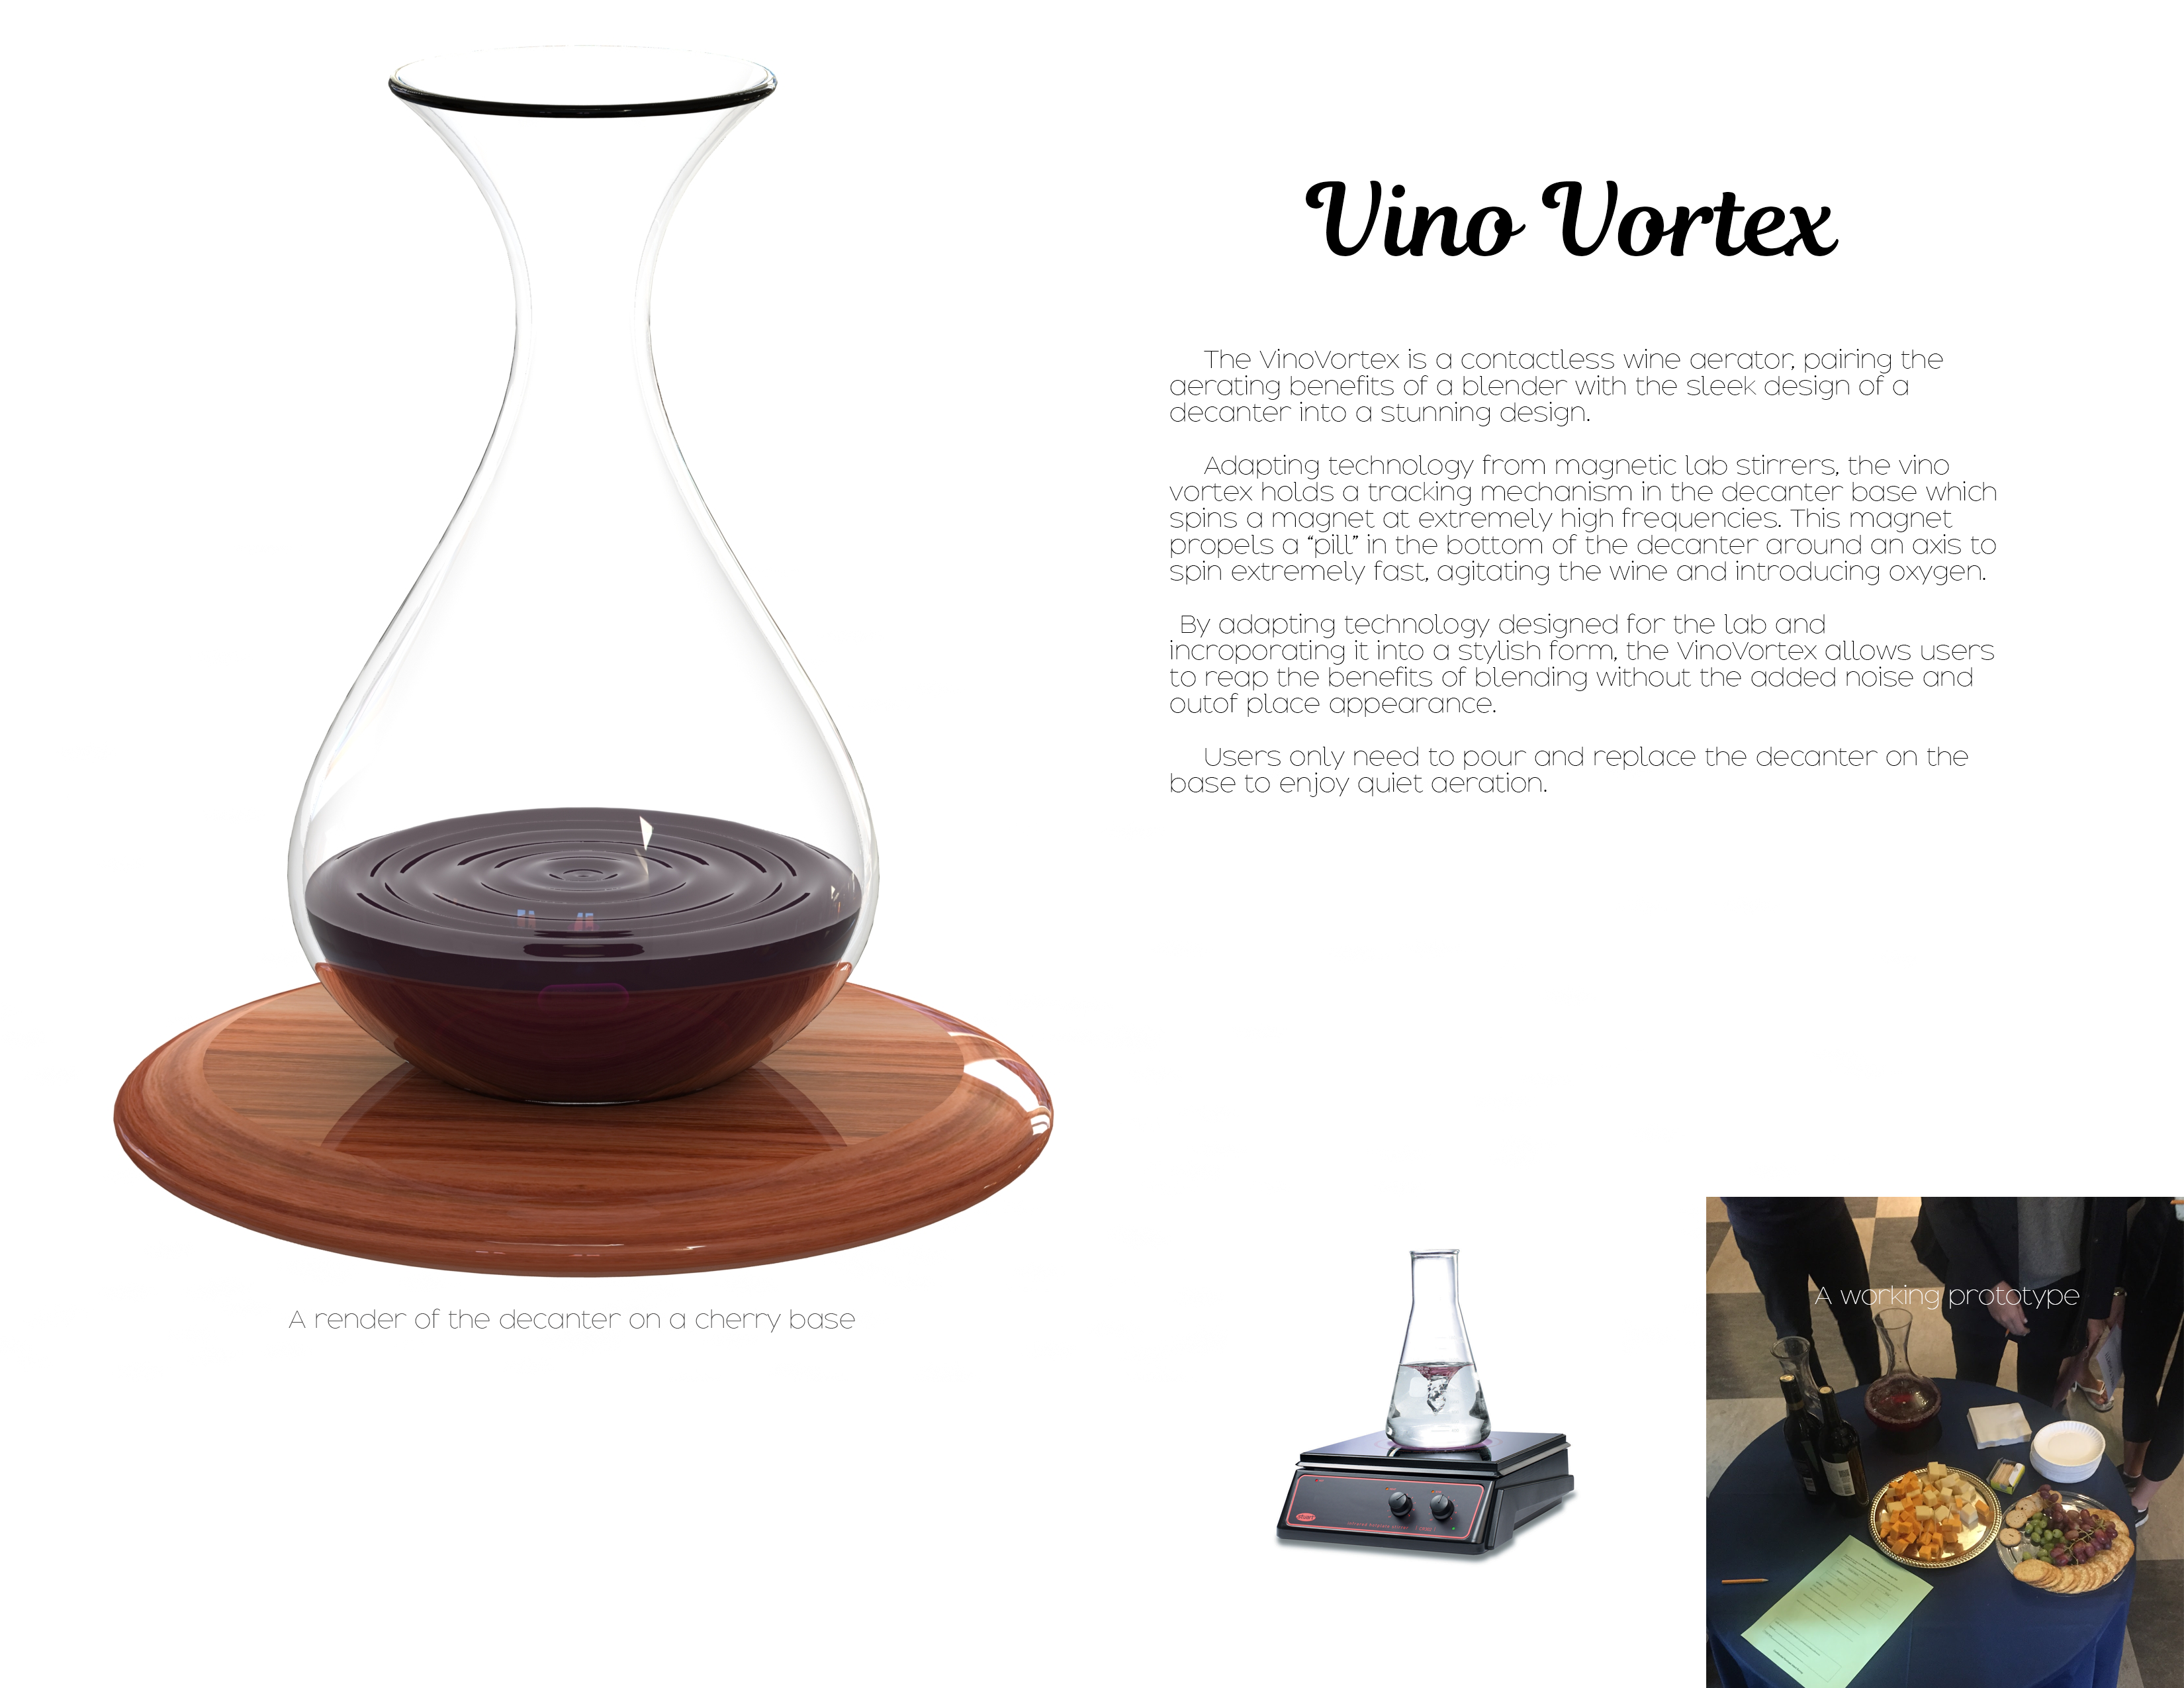 Vino Vortex
The VinoVortex is a contactless wine aerator, pairing the
aerating benefits of a blender with the sleek design of a
decanter into a stunning design.
Adapting technology from magnetic lab stirrers, the vino
vortex holds a tracking mechanism in the decanter base which
spins a magnet at extremely high frequencies. This magnet
propels a “pill” in the bottom of the decanter around an axis to
spin extremely fast, agitating the wine and introducing oxygen.
By adapting technology designed for the lab and
incroporating it into a stylish form, the VinoVortex allows users
to reap the benefits of blending without the added noise and
outof place appearance.
Users only need to pour and replace the decanter on the
base to enjoy quiet aeration.
A render of the decanter on a cherry base
A working prototype